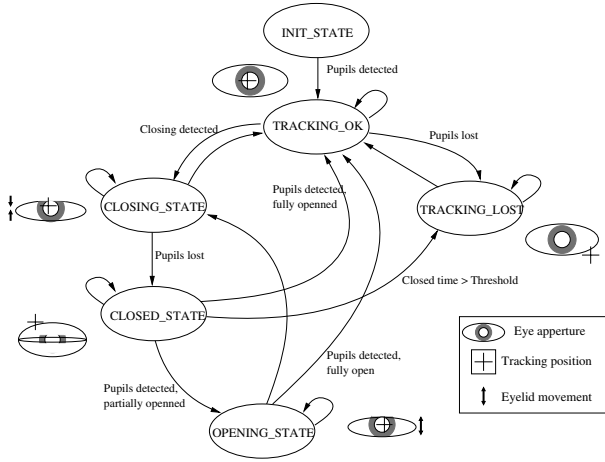 INIT_STATE
Pupils detected
TRACKING_OK
Closing detected
Pupils lost
Pupils detected,
fully openned
CLOSING_STATE
TRACKING_LOST
Pupils lost
Closed time > Threshold
CLOSED_STATE
Eye apperture
Tracking position
Eyelid movement
Pupils detected,
fully open
Pupils detected,
partially openned
OPENING_STATE